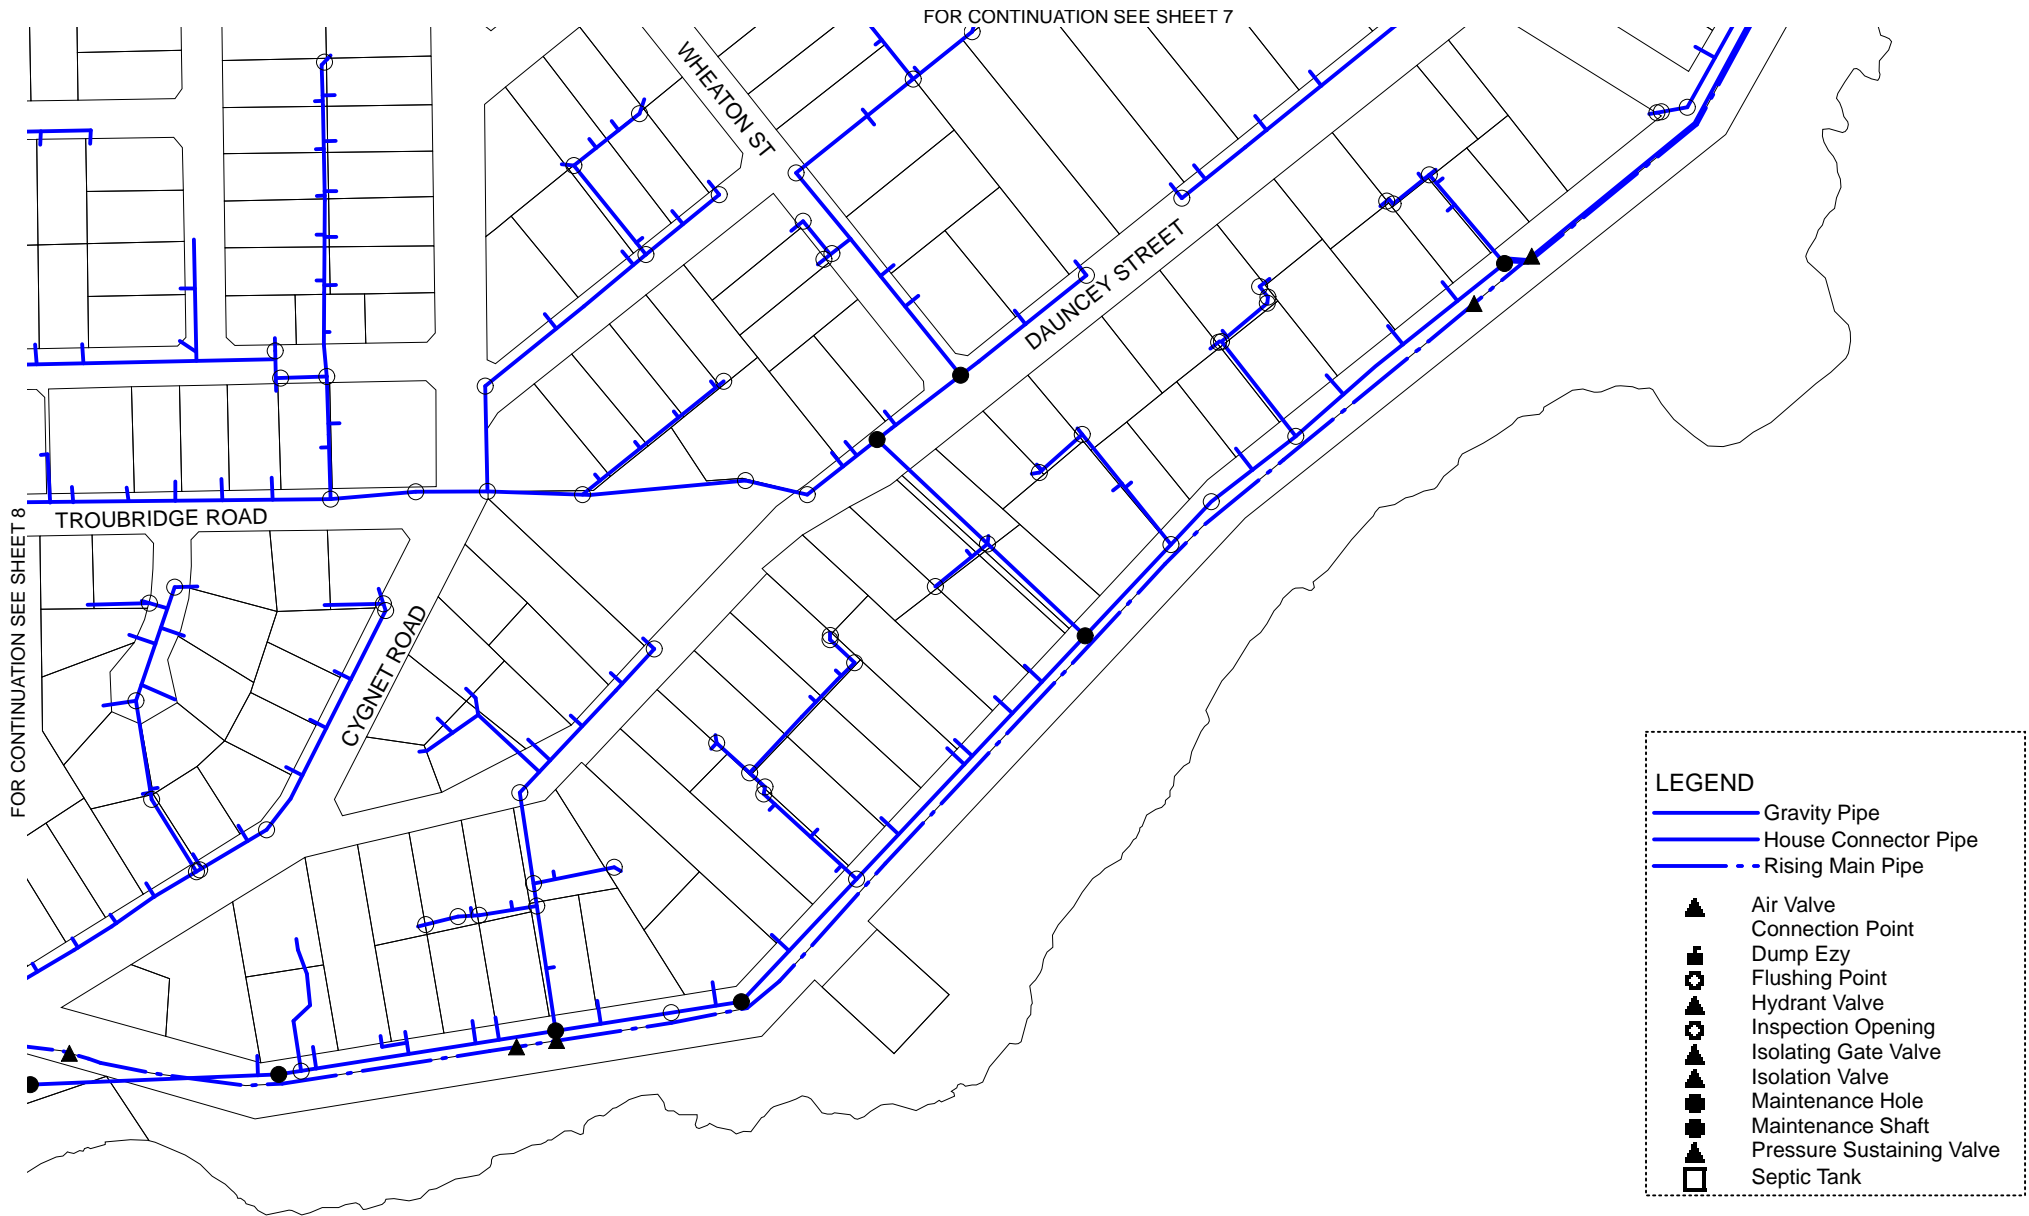 FOR CONTINUATION SEE SHEET 7
WHEATON ST
DAUNCEY STREET
TROUBRIDGE ROAD
CYGNET ROAD
FOR CONTINUATION SEE SHEET 8
LEGEND
Gravity Pipe
House Connector Pipe
Rising Main Pipe
Air Valve
Connection Point
Dump Ezy
Flushing Point
Hydrant Valve
Inspection Opening
Isolating Gate Valve
Isolation Valve
Maintenance Hole
Maintenance Shaft
Pressure Sustaining Valve
Septic Tank